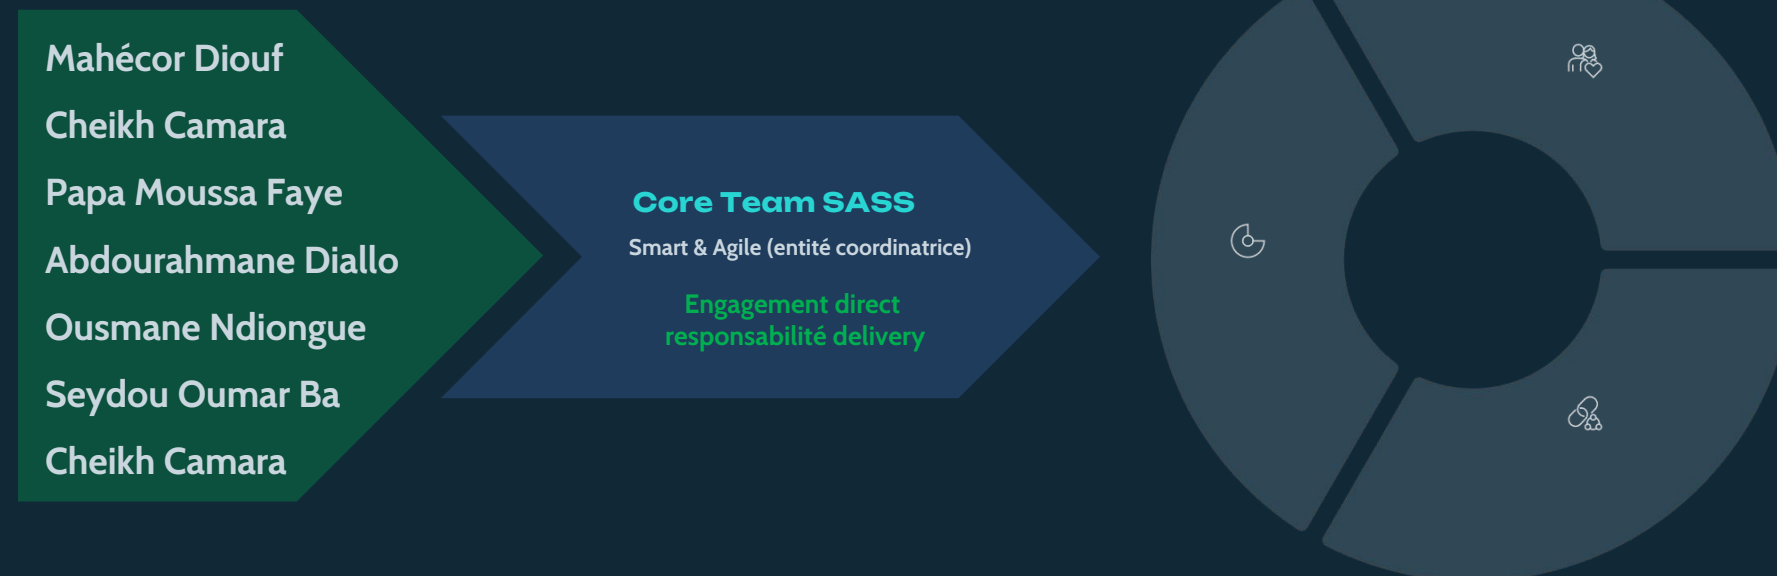 Mahécor Diouf
Cheikh Camara
Papa Moussa Faye
Abdourahmane Diallo
Ousmane Ndiongue
Seydou Oumar Ba
Cheikh Camara
Core Team SASS
Smart & Agile (entité coordinatrice)
Engagement direct
responsabilité delivery